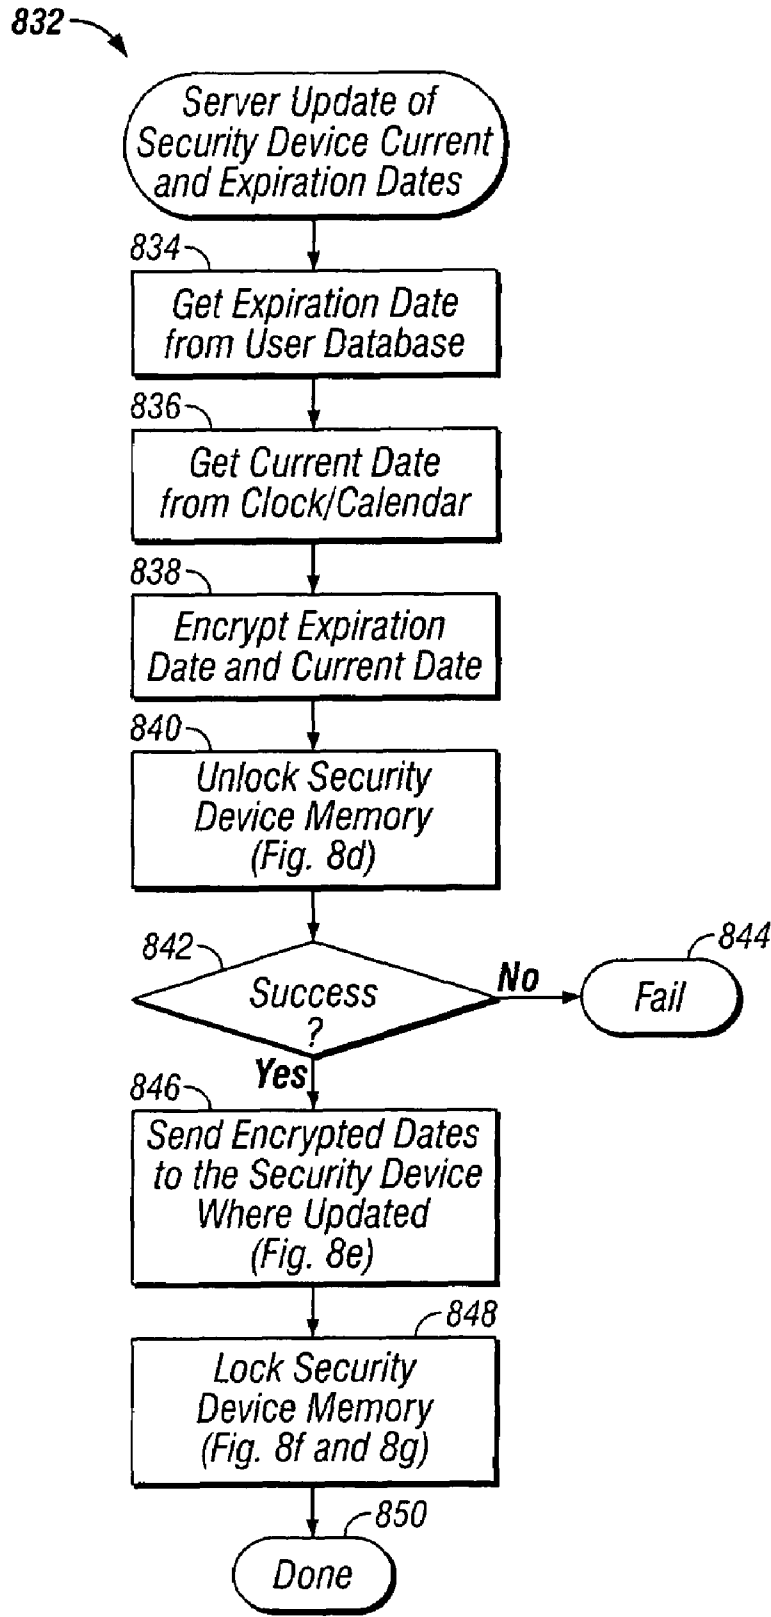 832
Server Update of
Security Device Current
and Expiration Dates
834
Get Expiration Date
from User Database
836
Get Current Date
from Clock/Calendar
838
Encrypt Expiration
Date and Current Date
840
Unlock Security
Device Memory
(Fig. 8d)
842
Success
?
No
844
Fail
Yes
846
Send Encrypted Dates
to the Security Device
Where Updated
(Fig. 8e)
848
Lock Security
Device Memory
(Fig. 8f and 8g)
850
Done